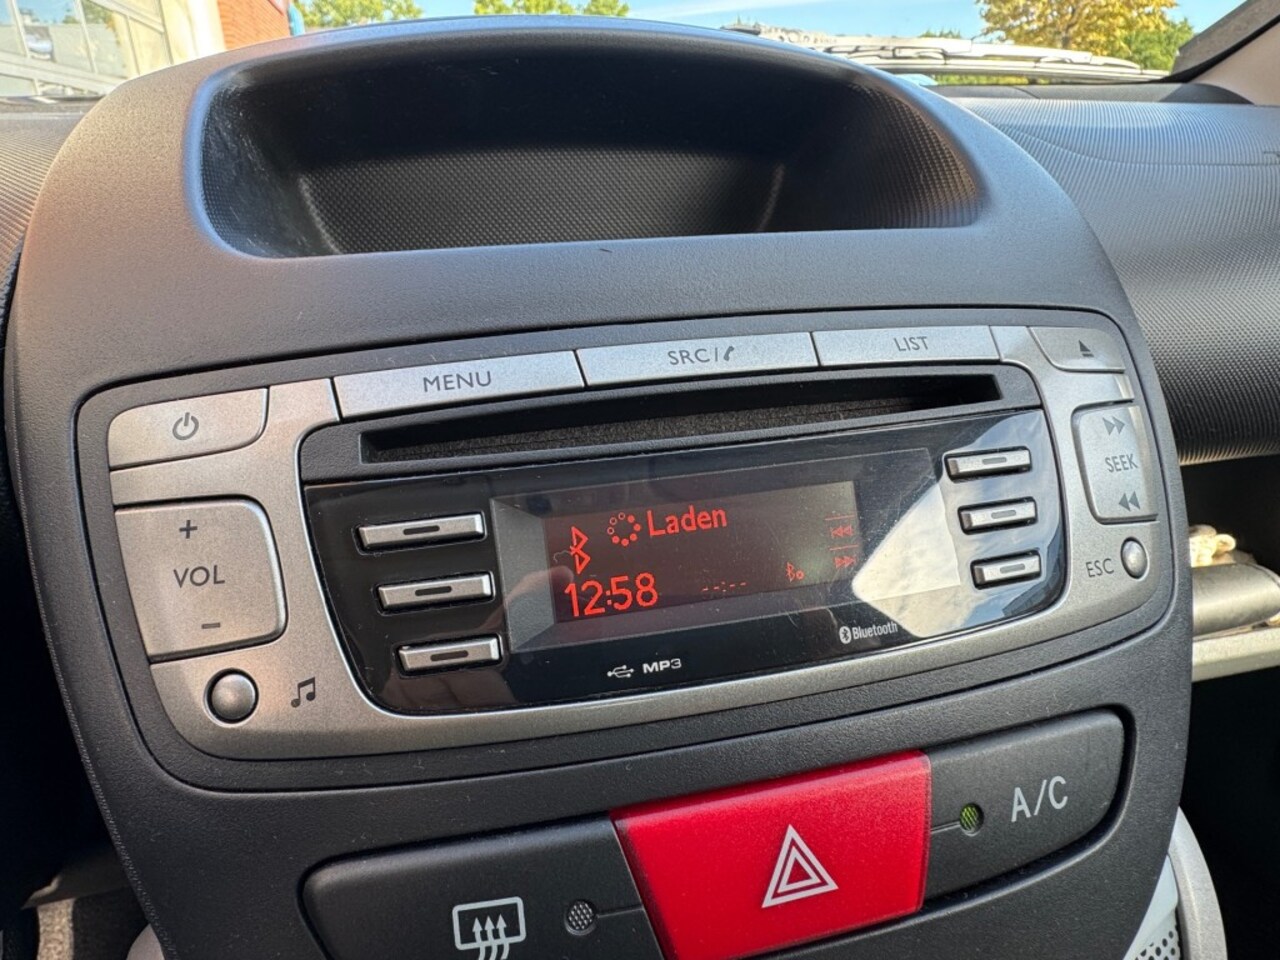 MENU
SRC/
LIST
+
VOL
-
SEEK
ESC
Laden
12:58
--:--
Bluetooth
MP3
A/C